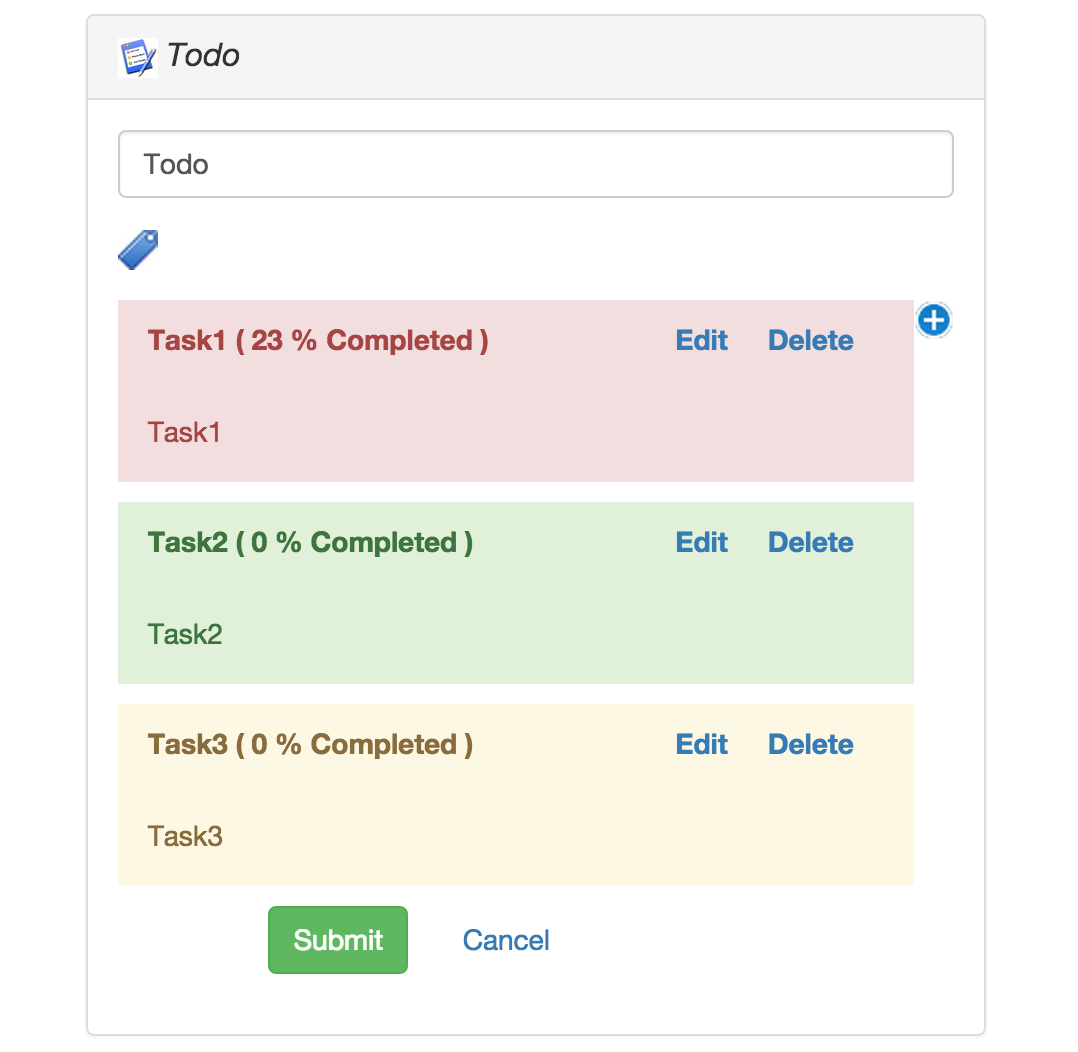 Todo
Todo
Task1 ( 23 % Completed ) Edit Delete
Task1
Task2 ( 0 % Completed ) Edit Delete
Task2
Task3 ( 0 % Completed ) Edit Delete
Task3
Submit Cancel